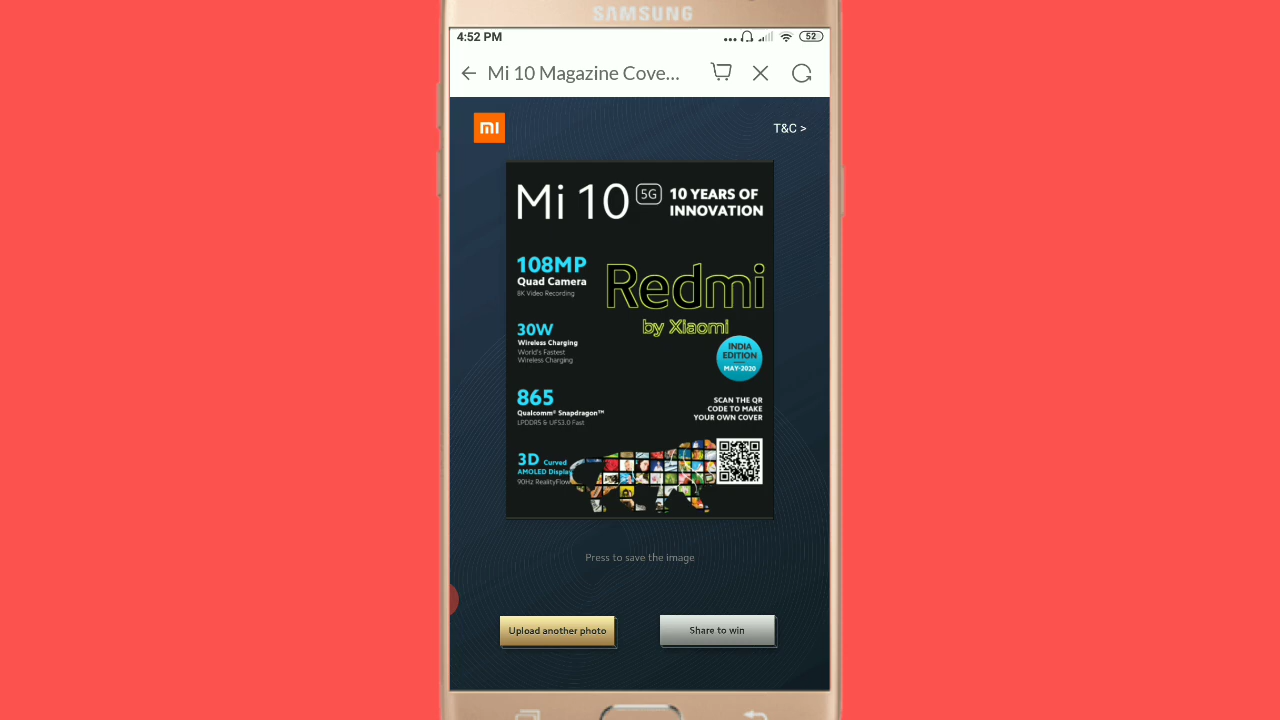 SAMSUNG
4:52 PM
52
Mi 10 Magazine Cove...
mi
T&C >
Mi 10 5G 10 YEARS OF
INNOVATION
108MP
Quad Camera
8K Video Recording
Redmi
by Xiaomi
30W
Wireless Charging
World's Fastest
Wireless Charging
INDIA
EDITION
MAY-2020
865
Qualcomm® Snapdragon™
LPDDR5 & UFS3.0 Fast
SCAN THE QR
CODE TO MAKE
YOUR OWN COVER
3D Curved
AMOLED Display
90Hz RealityFlow
Press to save the image
Upload another photo
Share to win